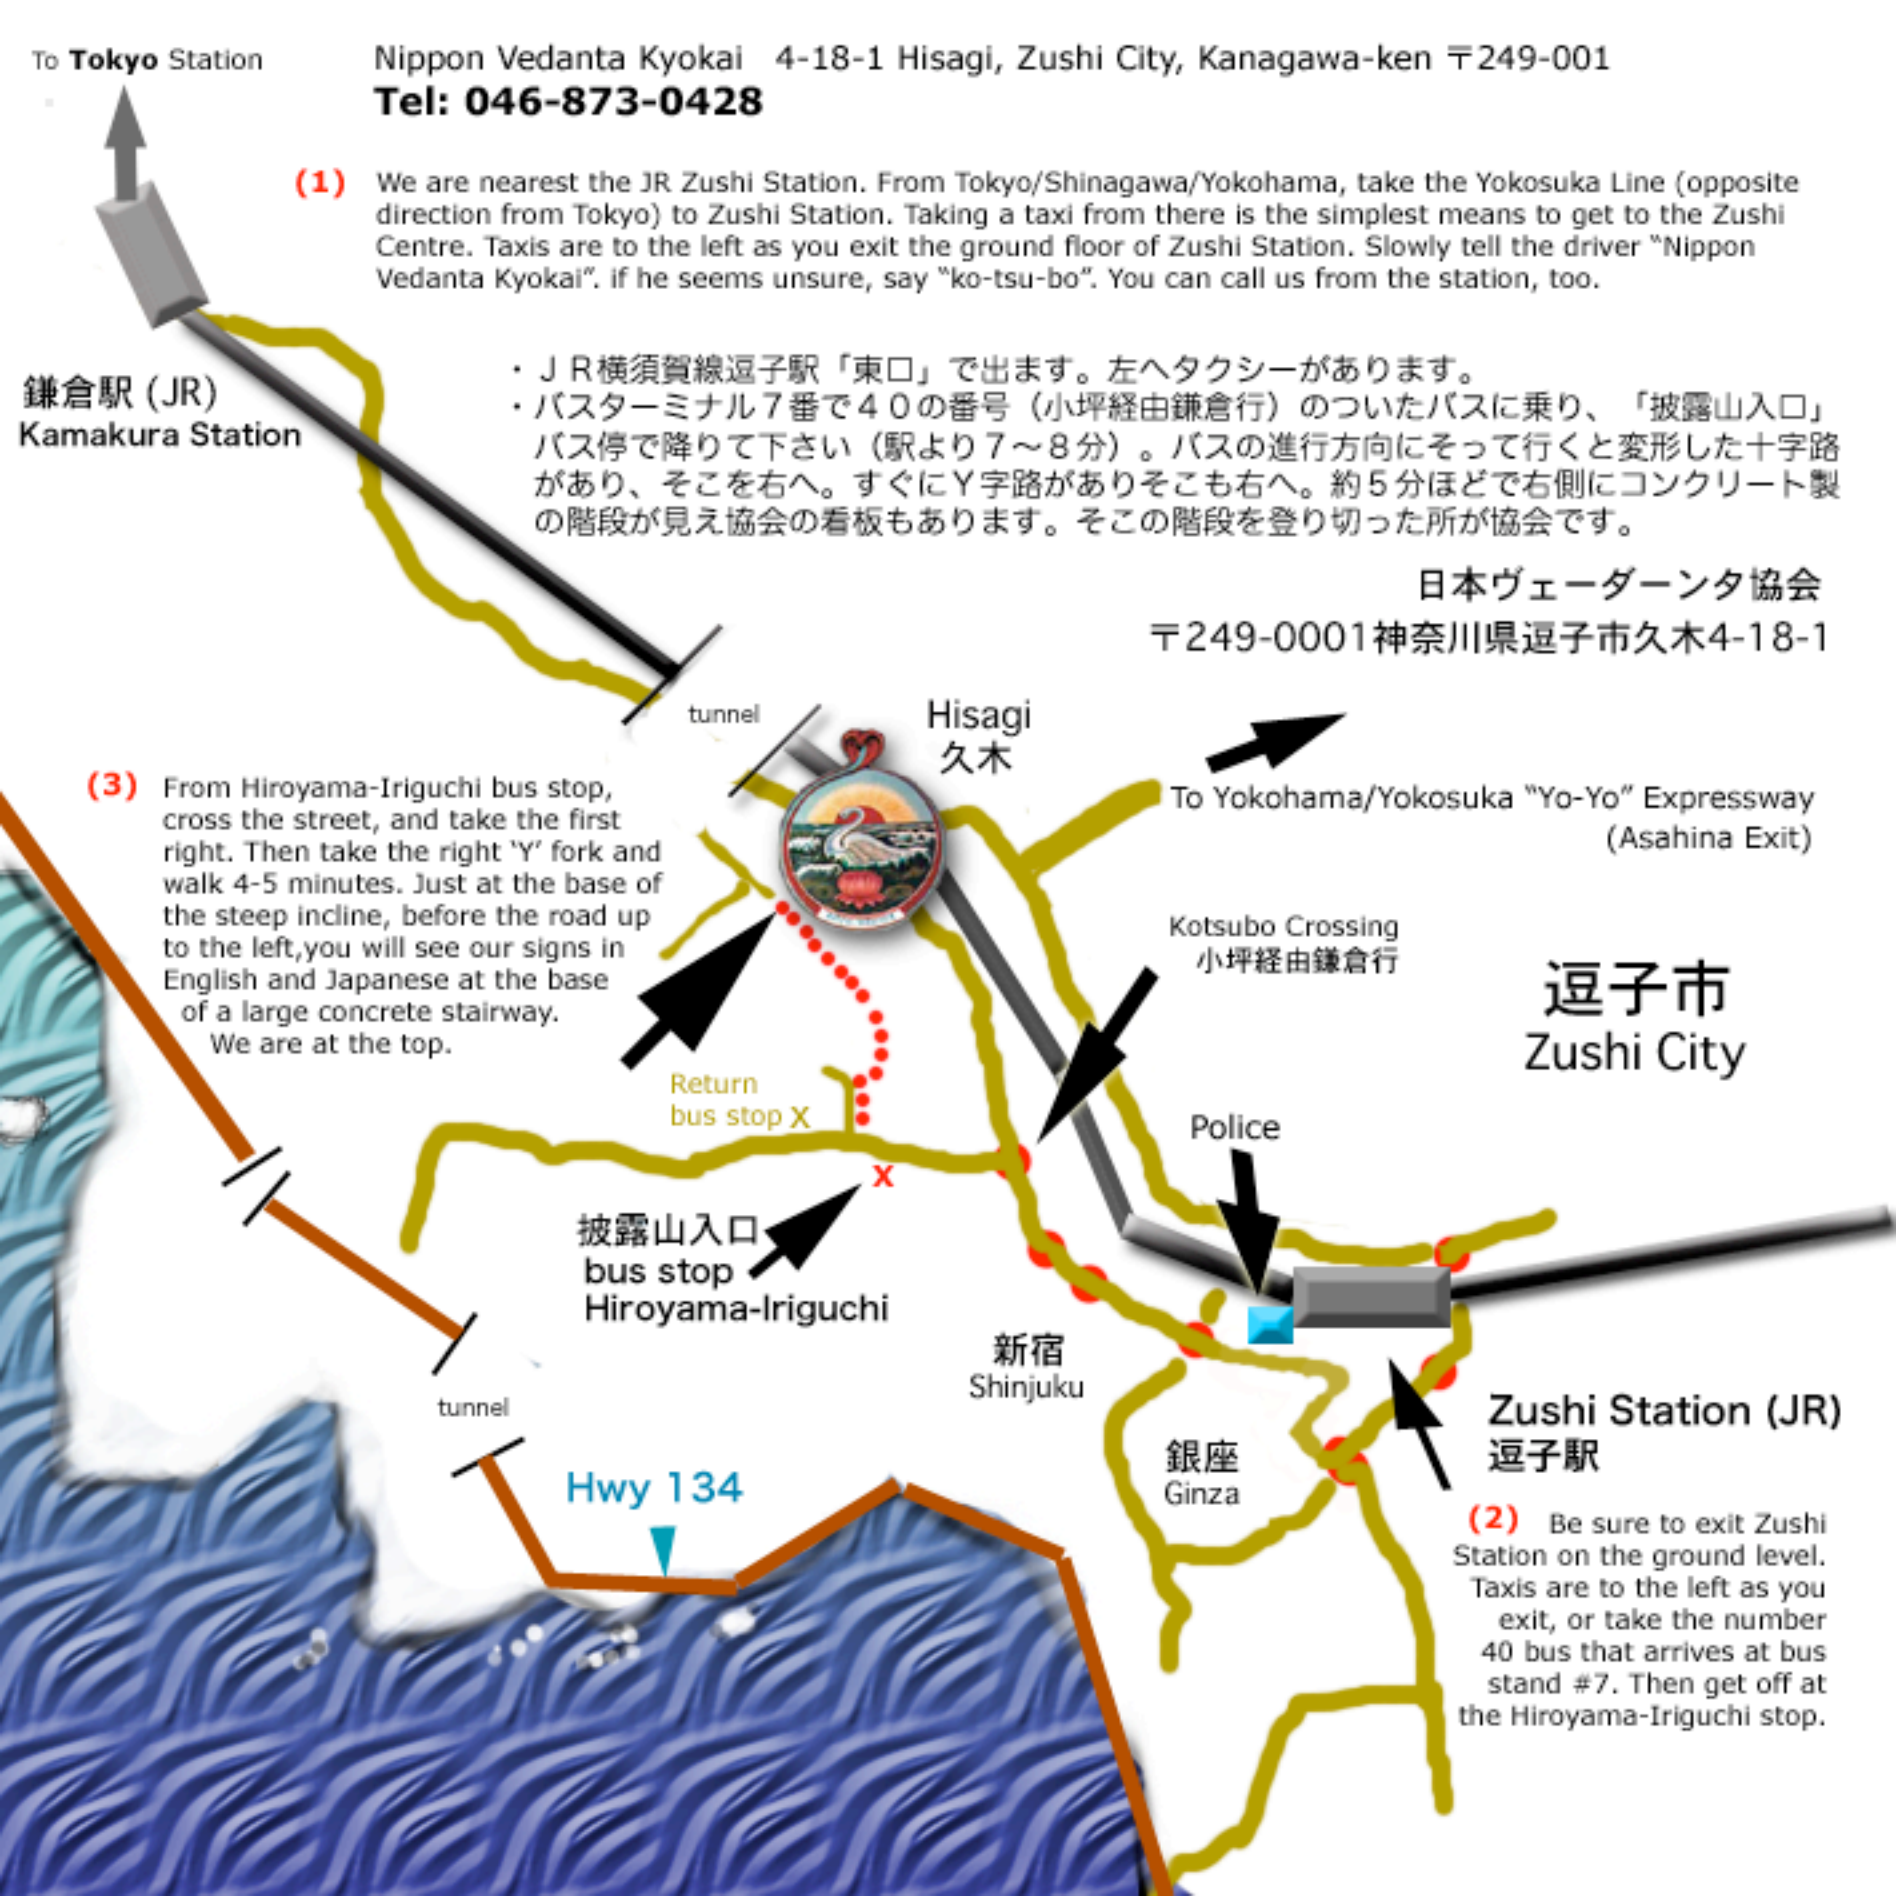 To Tokyo Station
Nippon Vedanta Kyokai 4-18-1 Hisagi, Zushi City, Kanagawa-ken 〒249-001
Tel: 046-873-0428
(1) We are nearest the JR Zushi Station. From Tokyo/Shinagawa/Yokohama, take the Yokosuka Line (opposite
direction from Tokyo) to Zushi Station. Taking a taxi from there is the simplest means to get to the Zushi
Centre. Taxis are to the left as you exit the ground floor of Zushi Station. Slowly tell the driver “Nippon
Vedanta Kyokai”. if he seems unsure, say “ko-tsu-bo”. You can call us from the station, too.
・ＪＲ横須賀線逗子駅「東口」で出ます。左へタクシーがあります。
・バスターミナル７番で４０の番号（小坪経由鎌倉行）のついたバスに乗り、「披露山入口」
バス停で降りて下さい（駅より７～８分）。バスの進行方向にそって行くと変形した十字路
があり、そこを右へ。すぐにＹ字路がありそこも右へ。約５分ほどで右側にコンクリート製
の階段が見え協会の看板もあります。そこの階段を登り切った所が協会です。
鎌倉駅 (JR)
Kamakura Station
日本ヴェーダーンタ協会
〒249-0001神奈川県逗子市久木4-18-1
tunnel
Hisagi
久木
To Yokohama/Yokosuka “Yo-Yo” Expressway
(Asahina Exit)
(3) From Hiroyama-Iriguchi bus stop,
cross the street, and take the first
right. Then take the right ‘Y’ fork and
walk 4-5 minutes. Just at the base of
the steep incline, before the road up
to the left,you will see our signs in
English and Japanese at the base
of a large concrete stairway.
We are at the top.
Kotsubo Crossing
小坪経由鎌倉行
逗子市
Zushi City
Return
bus stop X
Police
X
披露山入口
bus stop
Hiroyama-Iriguchi
新宿
Shinjuku
Zushi Station (JR)
逗子駅
銀座
Ginza
tunnel
Hwy 134
(2) Be sure to exit Zushi
Station on the ground level.
Taxis are to the left as you
exit, or take the number
40 bus that arrives at bus
stand #7. Then get off at
the Hiroyama-Iriguchi stop.